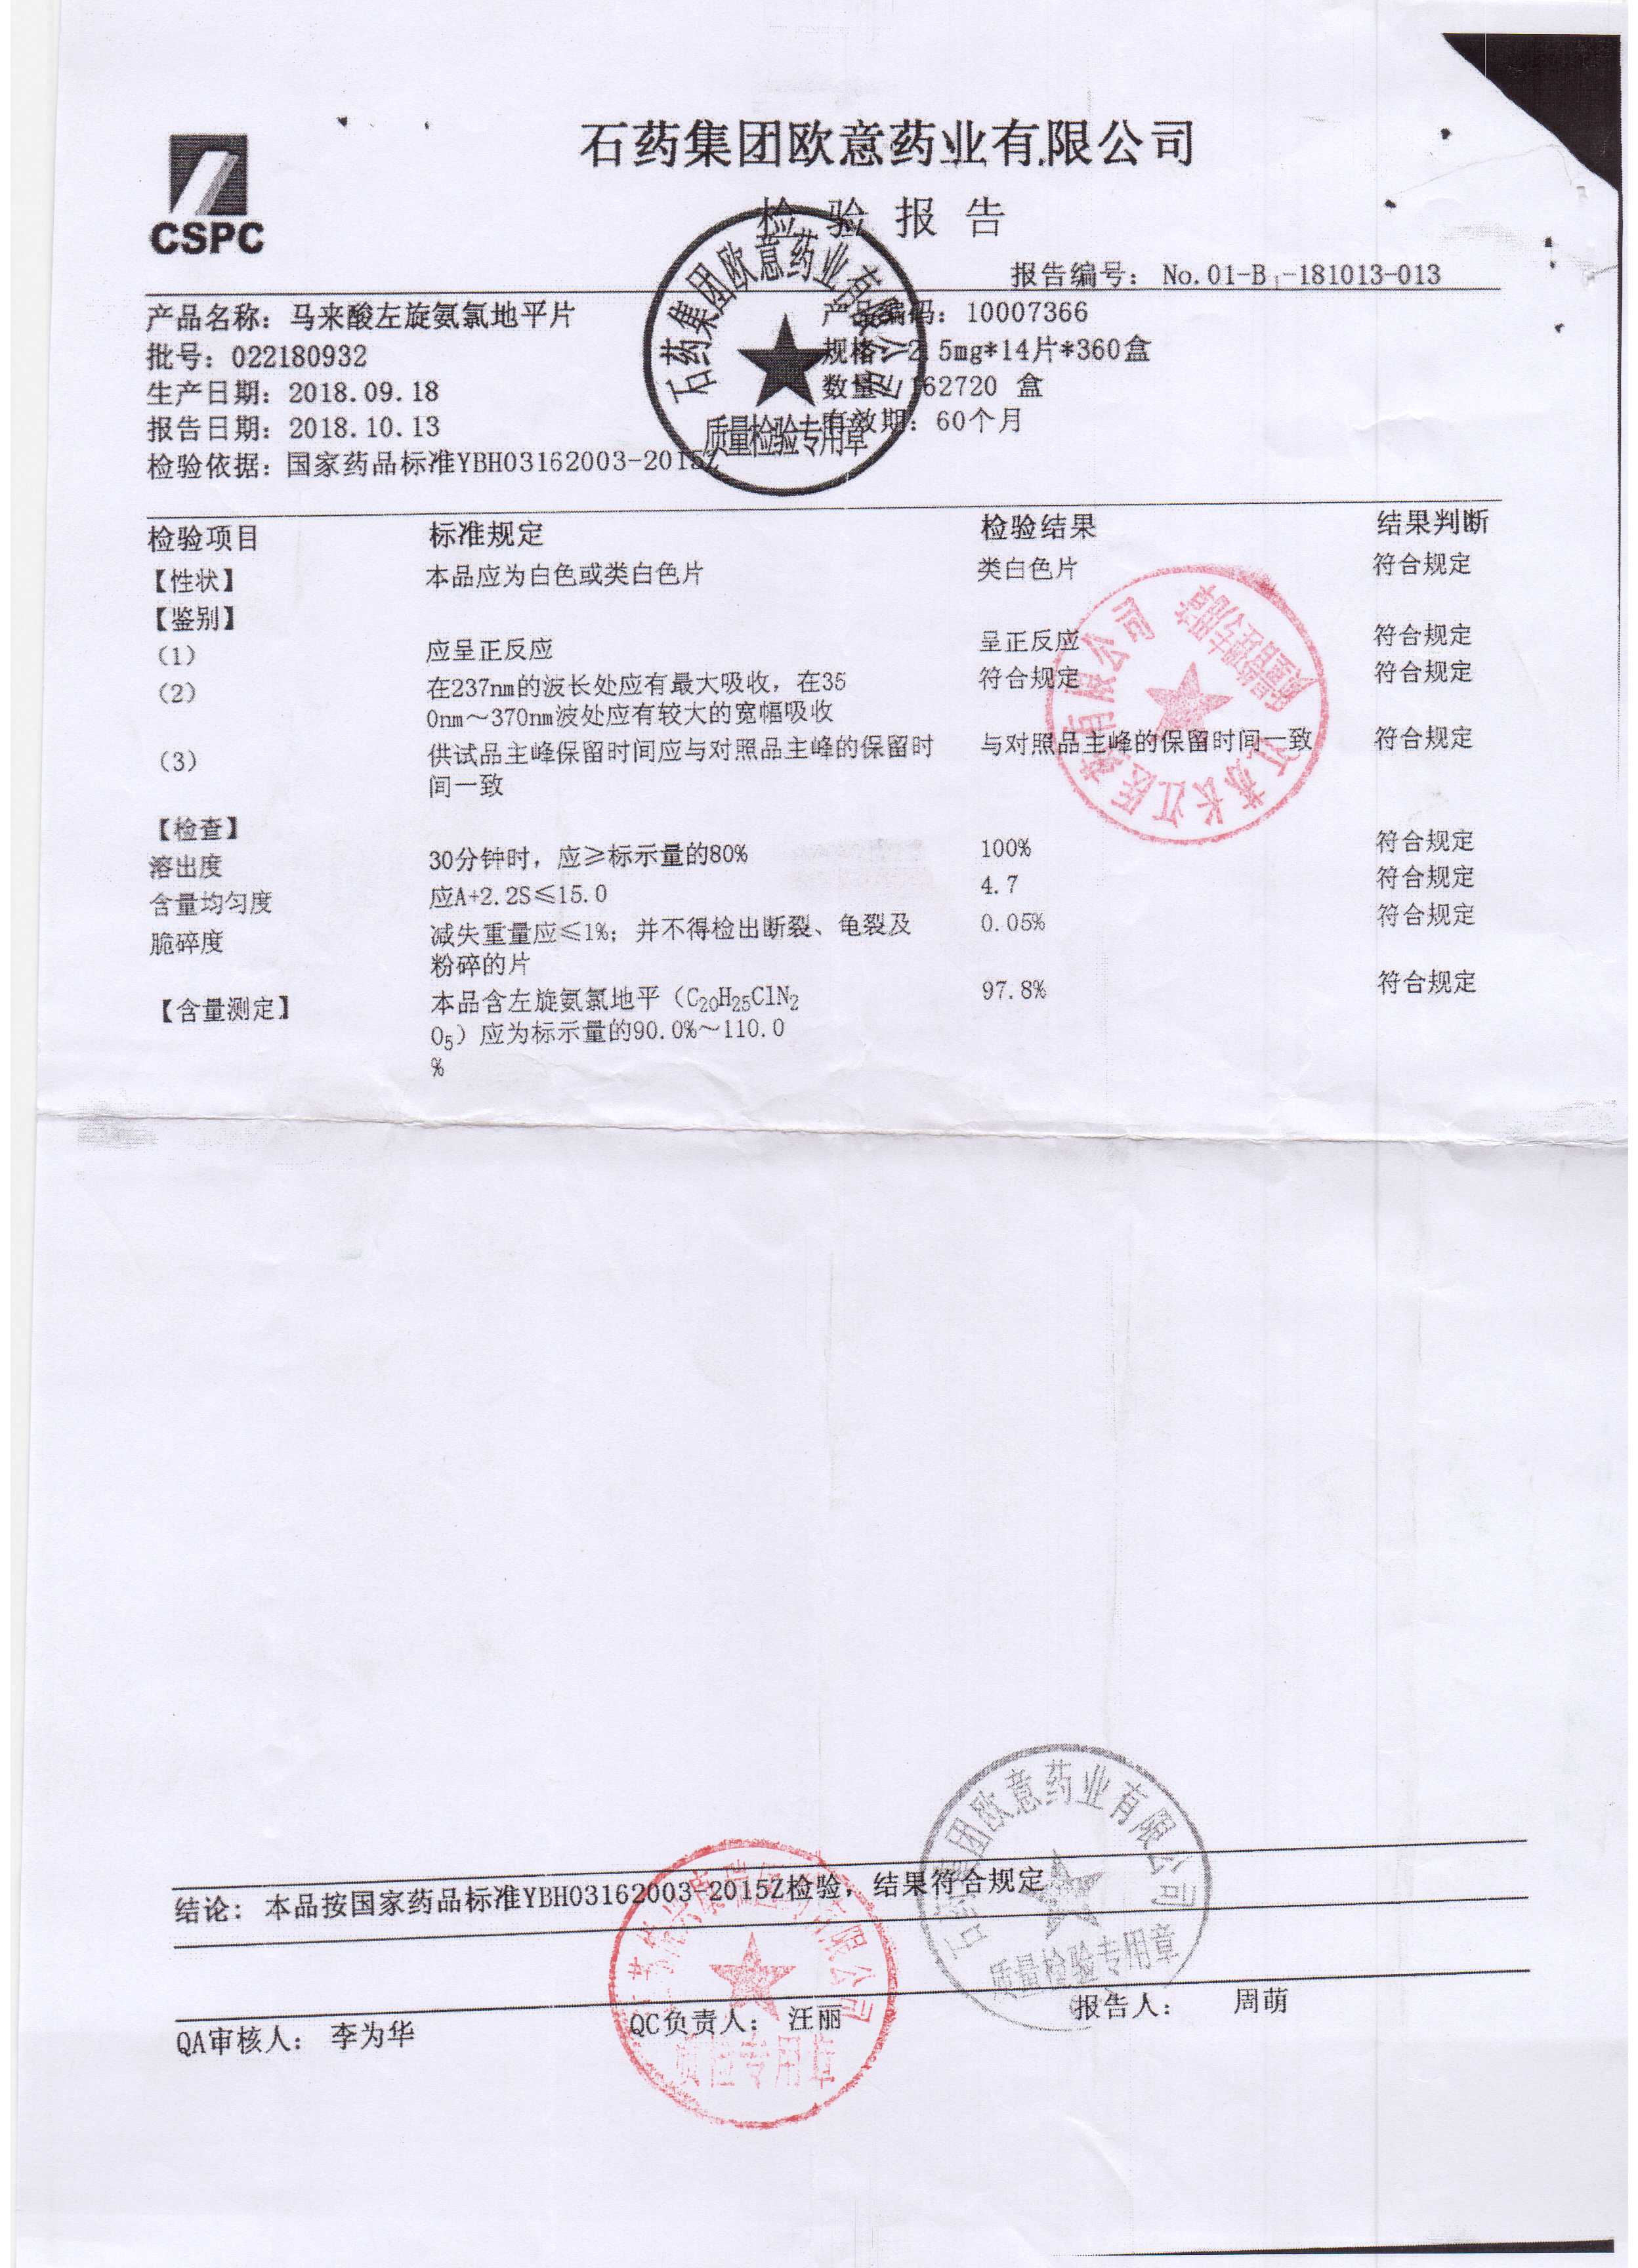 CSPC
石药集团欧意药业有限公司
检验报告
报告编号： No.01-B1-181013-013
产品名称：马来酸左旋氨氯地平片
产品编码：10007366
批号：022180932
规格：2.5mg*14片*360盒
生产日期：2018.09.18
数量：162720 盒
报告日期：2018.10.13
有效期：60个月
检验依据：国家药品标准YBH03162003-2015Z
石药集团欧意药业有限公司
质量检验专用章
检验项目 标准规定 检验结果 结果判断
【性状】 本品应为白色或类白色片 类白色片 符合规定
【鉴别】
（1） 应呈正反应 呈正反应 符合规定
（2） 在237nm的波长处应有最大吸收，在35 符合规定 符合规定
0nm～370nm波处应有较大的宽幅吸收
（3） 供试品主峰保留时间应与对照品主峰的保留时 与对照品主峰的保留时间一致 符合规定
间一致
江苏长江医药有限公司
【检查】
溶出度 30分钟时，应≥标示量的80% 100% 符合规定
含量均匀度 应A+2.2S≤15.0 4.7 符合规定
脆碎度 减失重量应≤1%；并不得检出断裂、龟裂及 0.05% 符合规定
粉碎的片
【含量测定】 本品含左旋氨氯地平（C20H25ClN2 97.8% 符合规定
O5）应为标示量的90.0%～110.0
%
结论：本品按国家药品标准YBH03162003-2015Z检验，结果符合规定
石药集团欧意药业有限公司
质量检验专用章
有限公司
质检专用章
QA审核人： 李为华 QC负责人： 汪丽 报告人： 周萌